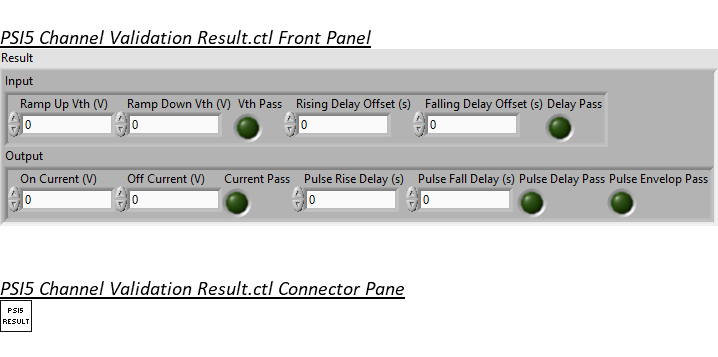 PSI5 Channel Validation Result.ctl Front Panel
Result
Input
Ramp Up Vth (V) Ramp Down Vth (V) Vth Pass Rising Delay Offset (s) Falling Delay Offset (s) Delay Pass
0 0 0 0
Output
On Current (V) Off Current (V) Current Pass Pulse Rise Delay (s) Pulse Fall Delay (s) Pulse Delay Pass Pulse Envelop Pass
0 0 0 0
PSI5 Channel Validation Result.ctl Connector Pane
PSI5
RESULT